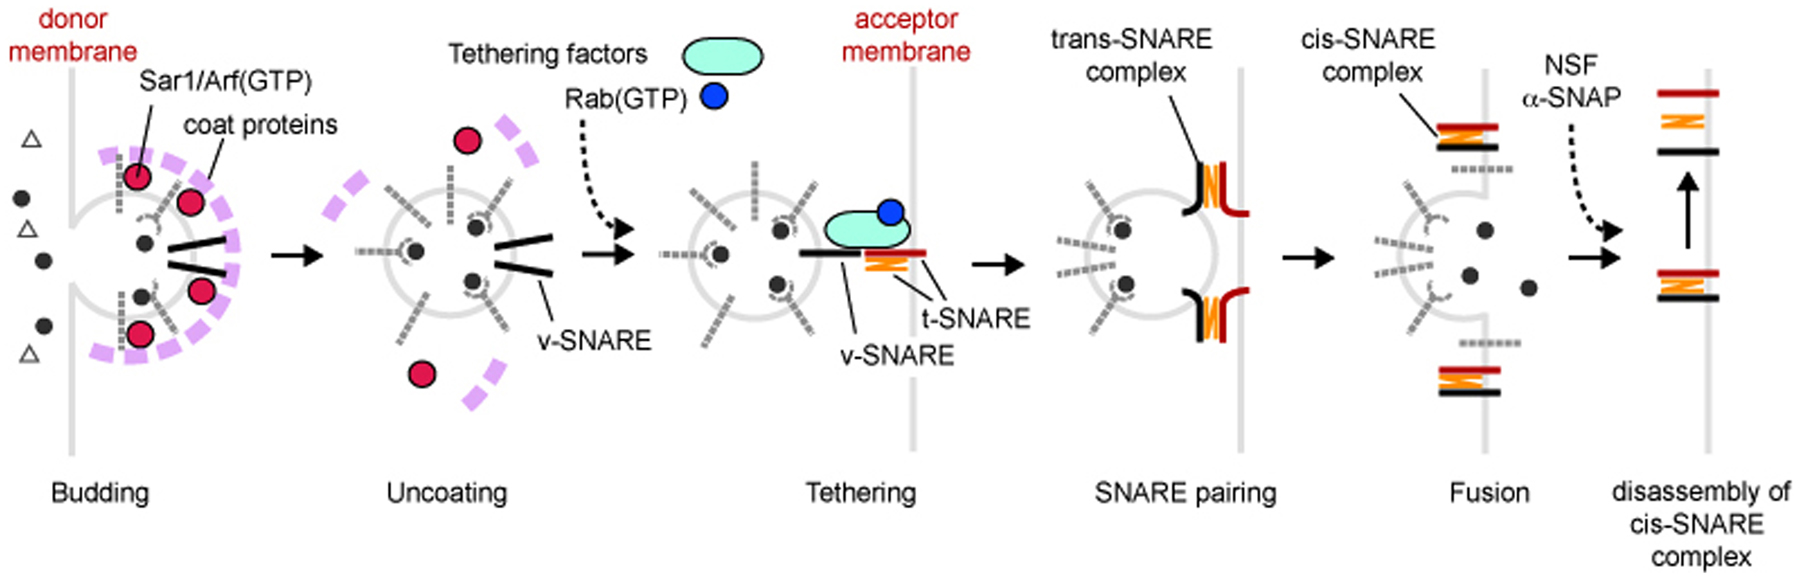 donor
membrane
Sar1/Arf(GTP)
coat proteins
Tethering factors
Rab(GTP)
v-SNARE
acceptor
membrane
t-SNARE
v-SNARE
trans-SNARE
complex
cis-SNARE
complex
NSF
α-SNAP
Budding
Uncoating
Tethering
SNARE pairing
Fusion
disassembly of
cis-SNARE
complex